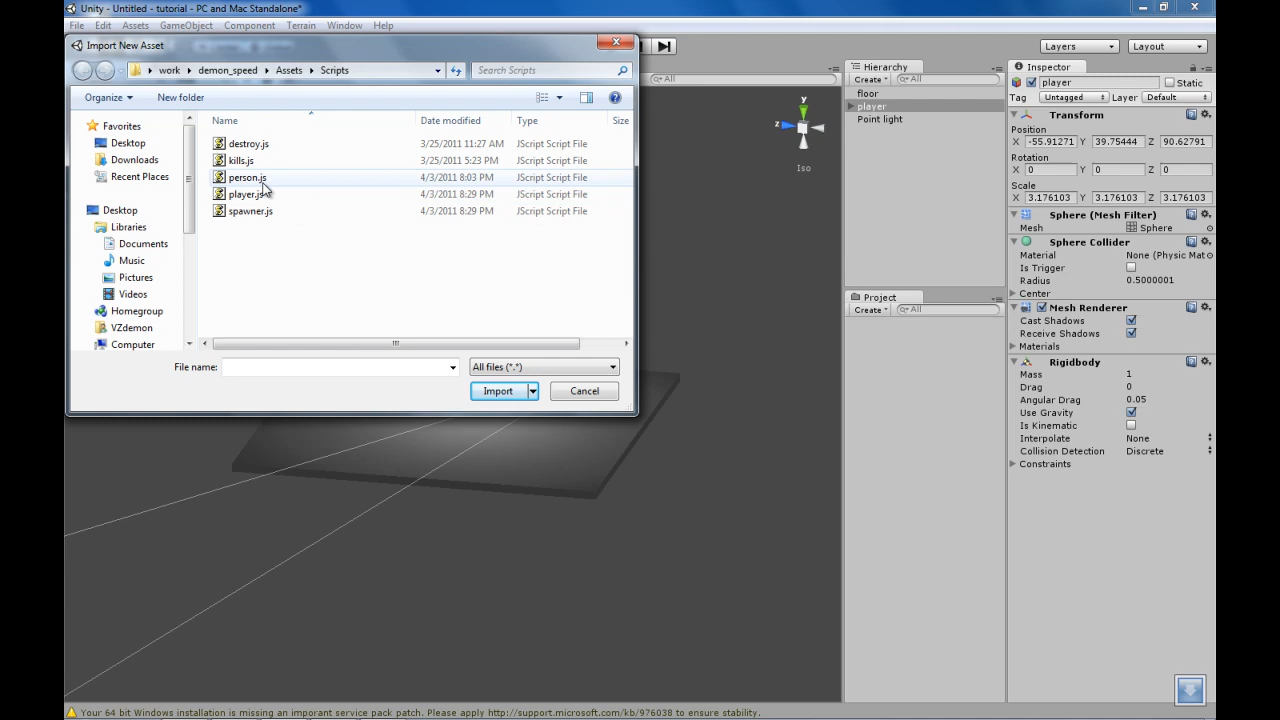 Unity - Untitled - tutorial - PC and Mac Standalone*
File Edit Assets GameObject Component Terrain Window Help
Import New Asset
work demon_speed Assets Scripts
Search Scripts
Organize New folder
Name Date modified Type Size
Favorites
Desktop
Downloads
Recent Places
Desktop
Libraries
Documents
Music
Pictures
Videos
Homegroup
VZdemon
Computer
destroy.js 3/25/2011 11:27 AM JScript Script File
kills.js 3/25/2011 5:23 PM JScript Script File
person.js 4/3/2011 8:03 PM JScript Script File
player.js 4/3/2011 8:29 PM JScript Script File
spawner.js 4/3/2011 8:29 PM JScript Script File
File name: All files (*.*)
Import Cancel
All
y
z
Iso
Layers Layout
Hierarchy
Create All
floor
player
Point light
Project
Create All
Inspector
player Static
Tag Untagged Layer Default
Transform
Position
X -55.91271 Y 39.75444 Z 90.62791
Rotation
X 0 Y 0 Z 0
Scale
X 3.176103 Y 3.176103 Z 3.176103
Sphere (Mesh Filter)
Mesh Sphere
Sphere Collider
Material None (Physic Mat
Is Trigger
Radius 0.5000001
Center
Mesh Renderer
Cast Shadows
Receive Shadows
Materials
Rigidbody
Mass 1
Drag 0
Angular Drag 0.05
Use Gravity
Is Kinematic
Interpolate None
Collision Detection Discrete
Constraints
Your 64 bit Windows installation is missing an imporant service pack patch. Please apply http://support.microsoft.com/kb/976038 to ensure stability.